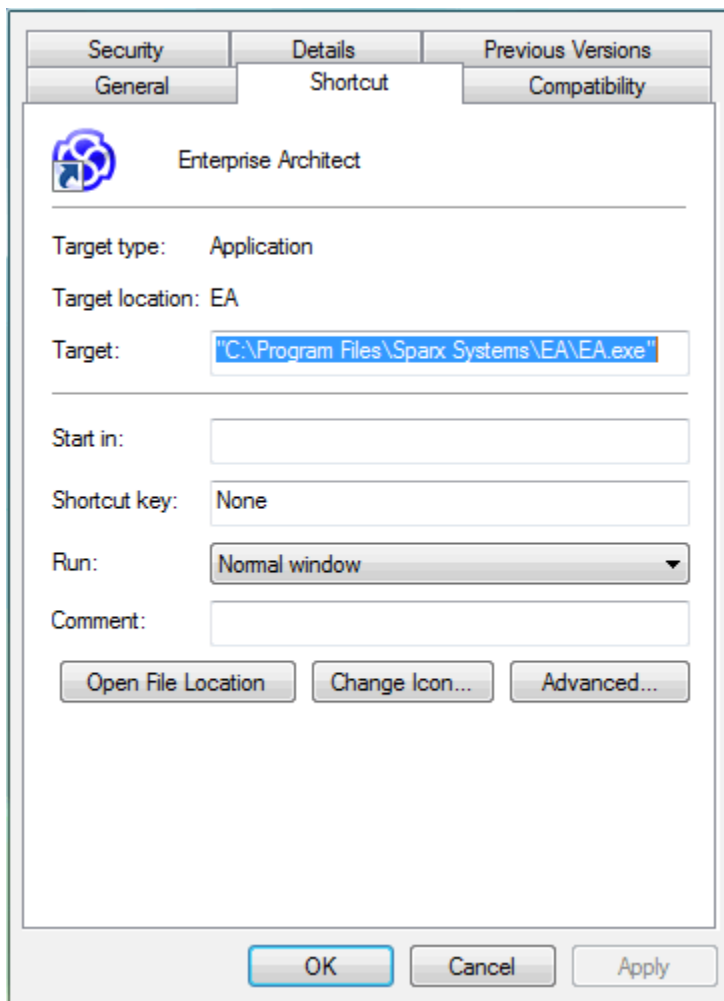 Security Details Previous Versions
General Shortcut Compatibility
Enterprise Architect
Target type: Application
Target location: EA
Target: "C:\Program Files\Sparx Systems\EA\EA.exe"
Start in:
Shortcut key: None
Run: Normal window
Comment:
Open File Location Change Icon... Advanced...
OK Cancel Apply